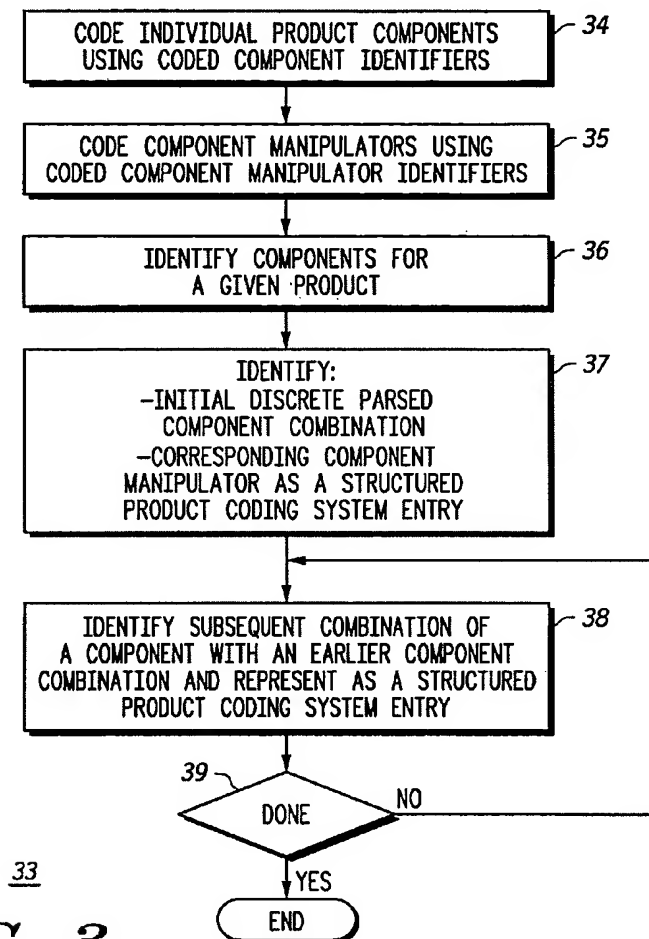 CODE INDIVIDUAL PRODUCT COMPONENTS
USING CODED COMPONENT IDENTIFIERS
34
CODE COMPONENT MANIPULATORS USING
CODED COMPONENT MANIPULATOR IDENTIFIERS
35
IDENTIFY COMPONENTS FOR
A GIVEN PRODUCT
36
IDENTIFY:
-INITIAL DISCRETE PARSED
COMPONENT COMBINATION
-CORRESPONDING COMPONENT
MANIPULATOR AS A STRUCTURED
PRODUCT CODING SYSTEM ENTRY
37
IDENTIFY SUBSEQUENT COMBINATION OF
A COMPONENT WITH AN EARLIER COMPONENT
COMBINATION AND REPRESENT AS A STRUCTURED
PRODUCT CODING SYSTEM ENTRY
38
39
DONE
NO
YES
33
END